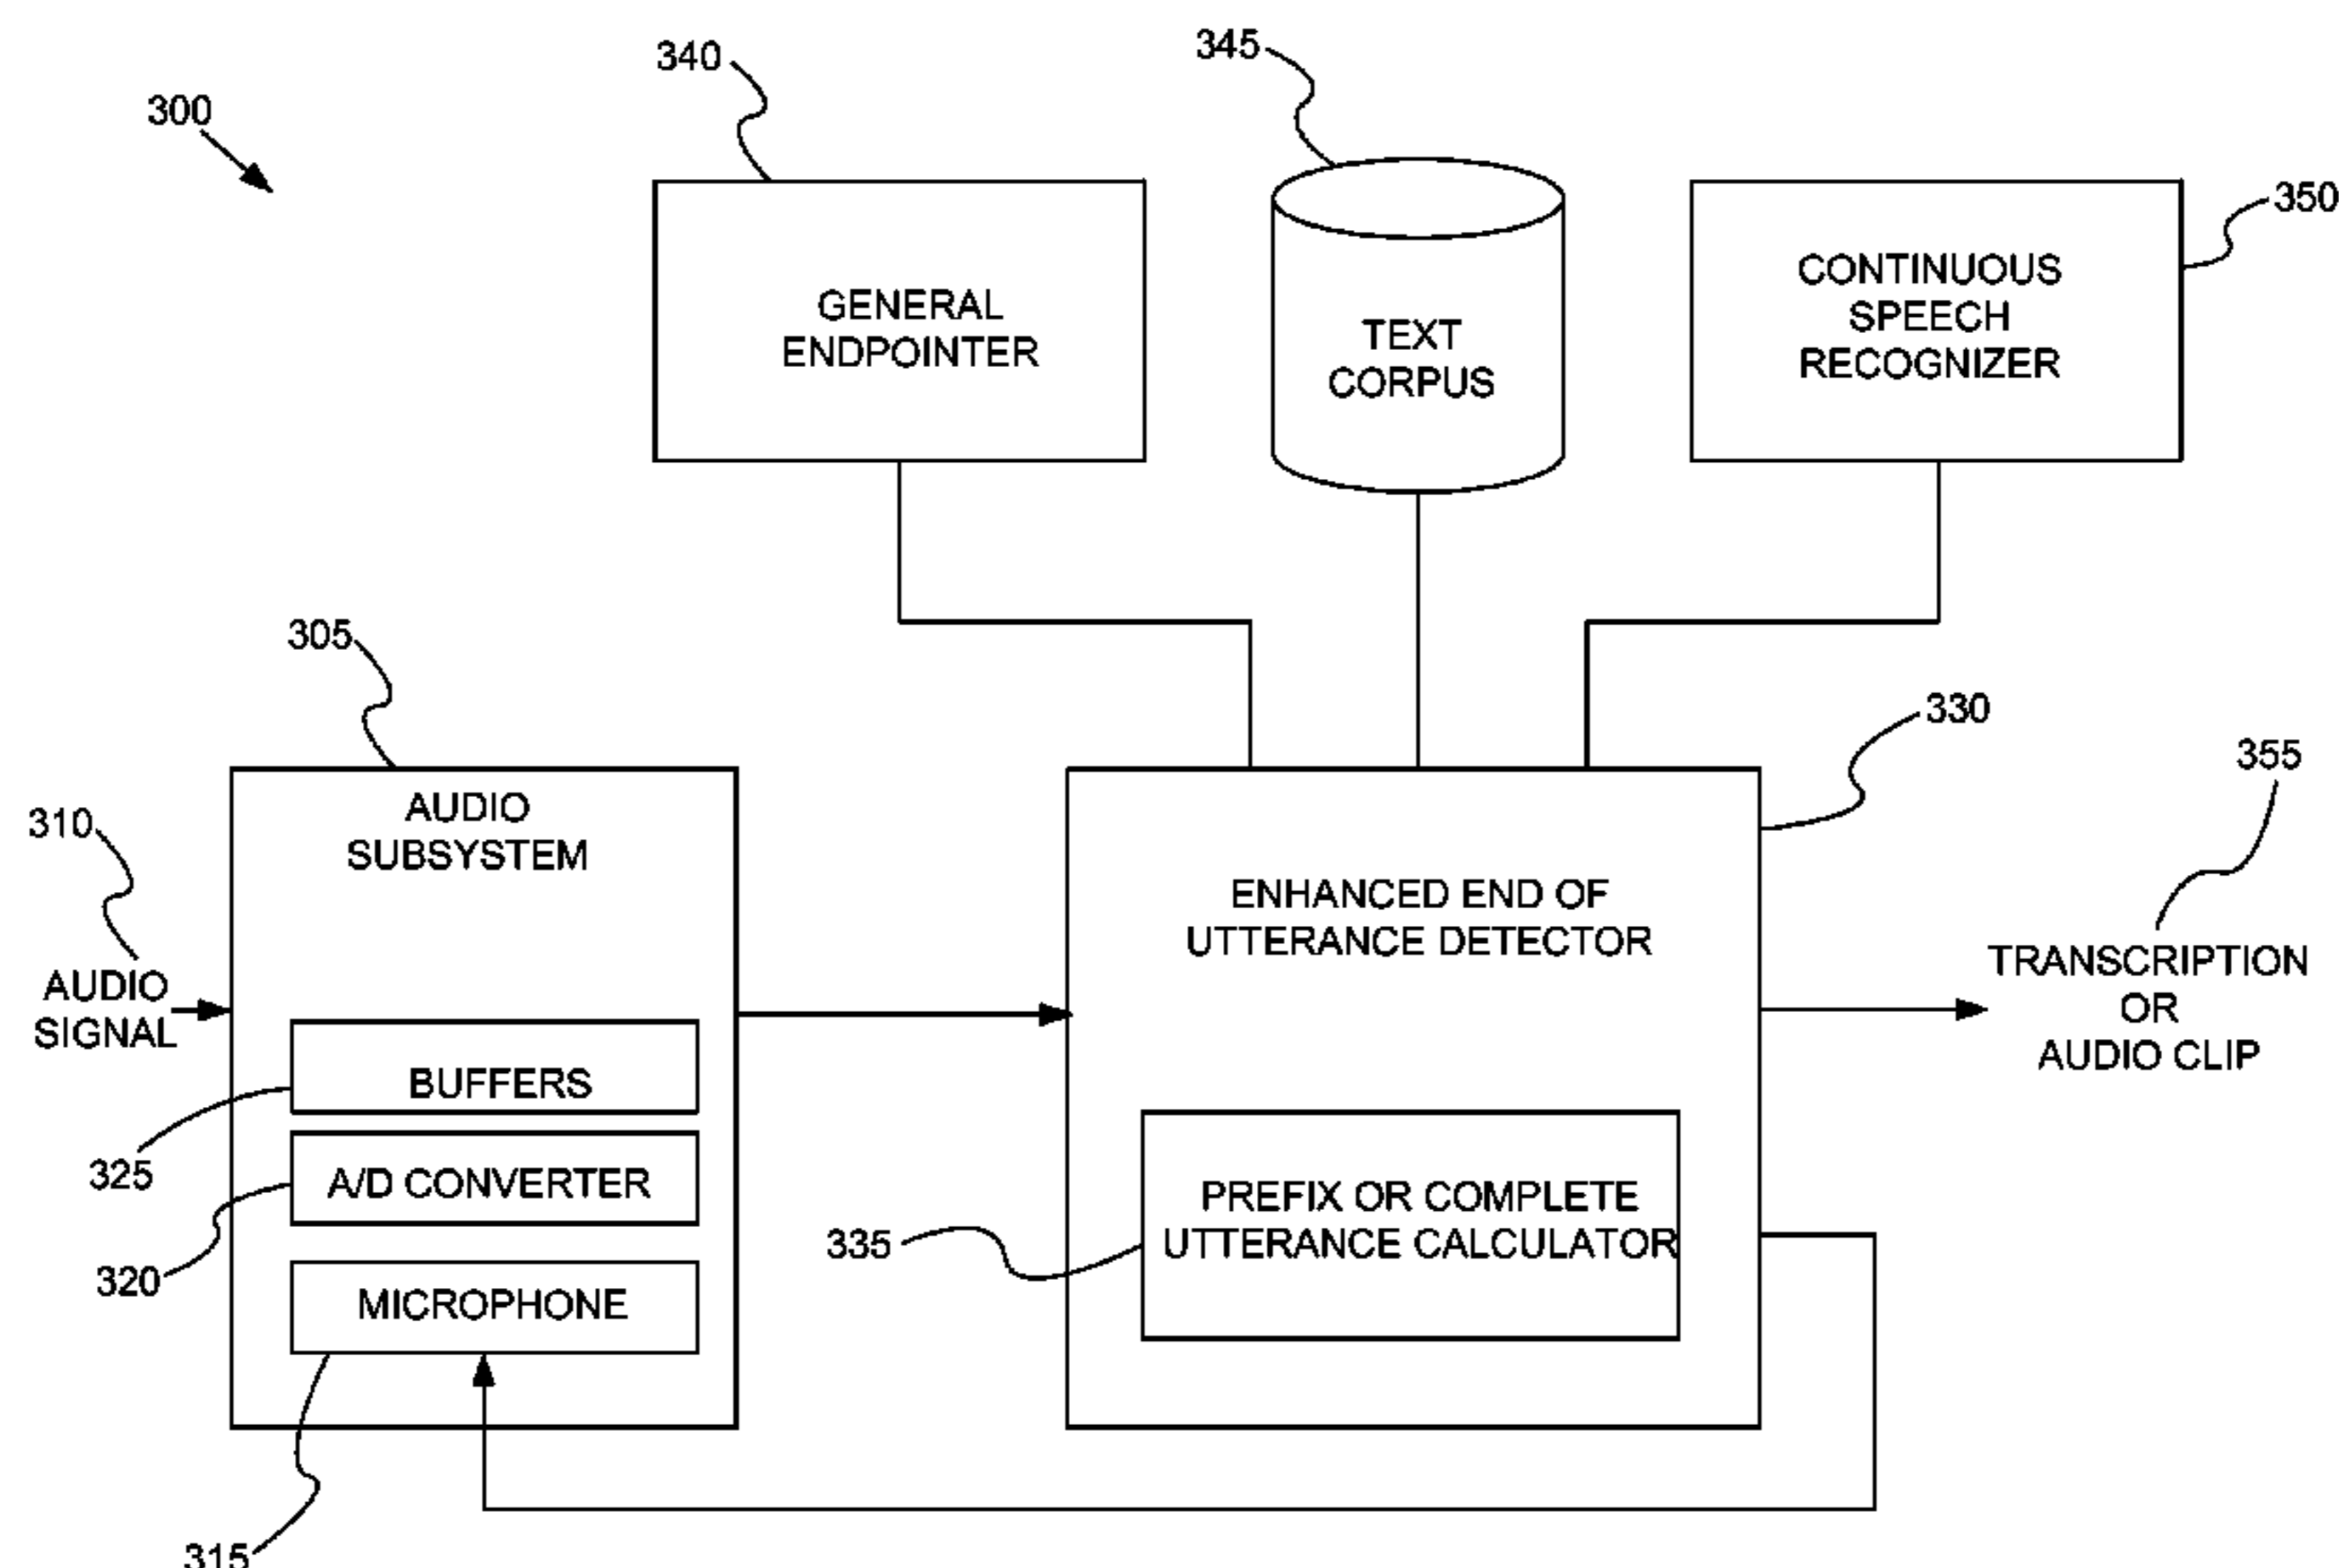 300
340
345
350
GENERAL
ENDPOINTER
TEXT
CORPUS
CONTINUOUS
SPEECH
RECOGNIZER
305
330
355
310
AUDIO
SUBSYSTEM
AUDIO
SIGNAL
BUFFERS
325
A/D CONVERTER
320
MICROPHONE
315
ENHANCED END OF
UTTERANCE DETECTOR
335
PREFIX OR COMPLETE
UTTERANCE CALCULATOR
TRANSCRIPTION
OR
AUDIO CLIP